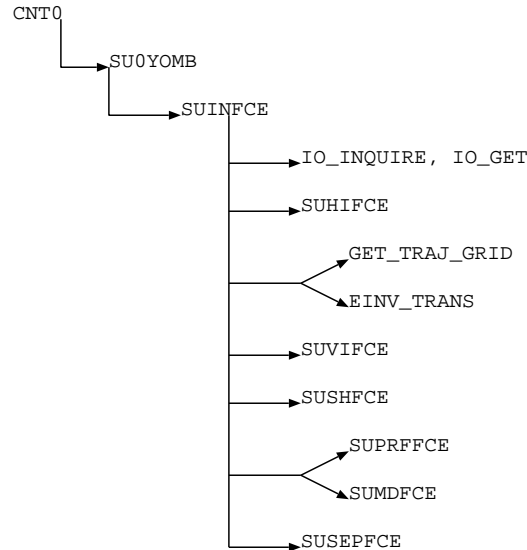 CNT0
SU0YOMB
SUINFCE
IO_INQUIRE, IO_GET
SUHIFCE
GET_TRAJ_GRID
EINV_TRANS
SUVIFCE
SUSHFCE
SUPRFFCE
SUMDFCE
SUSEPFCE